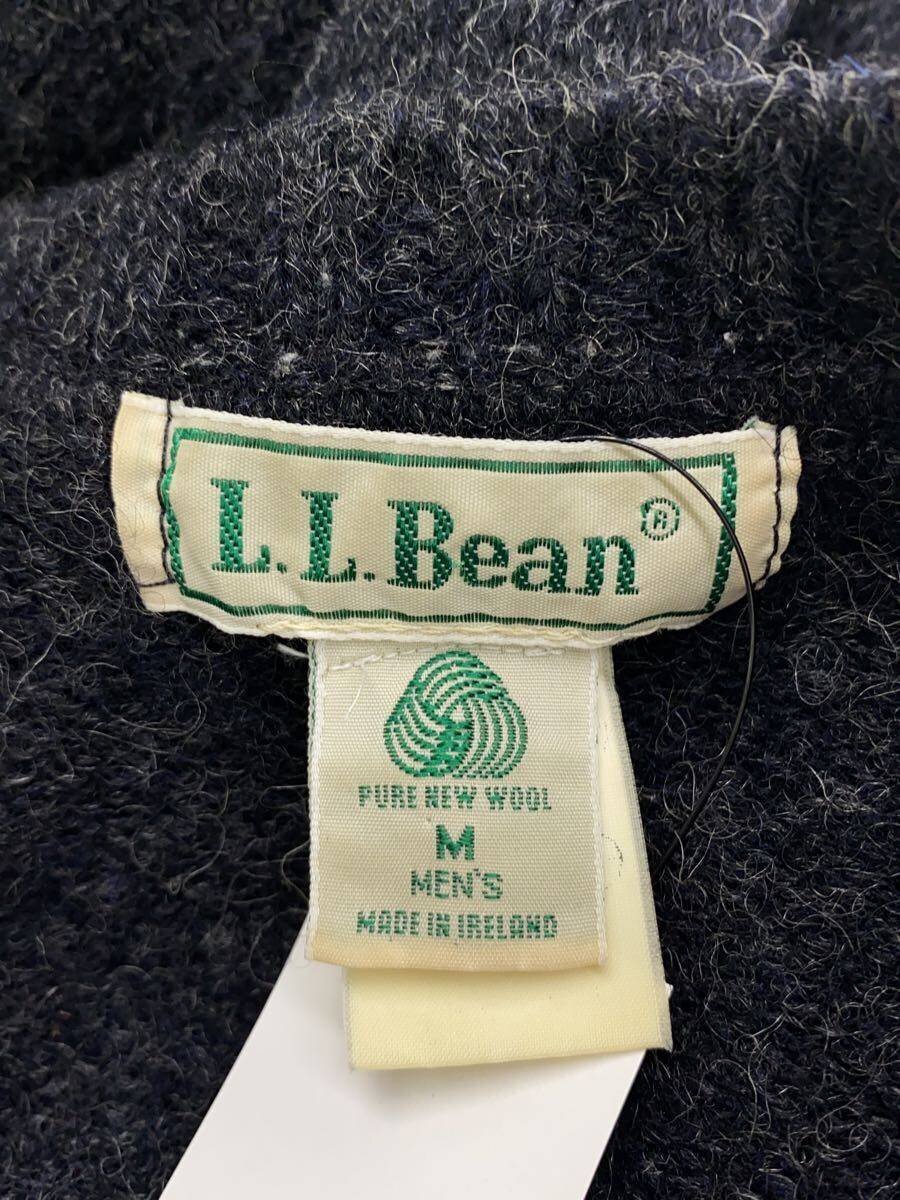 L.L.Bean®
PURE NEW WOOL
M
MEN'S
MADE IN IRELAND